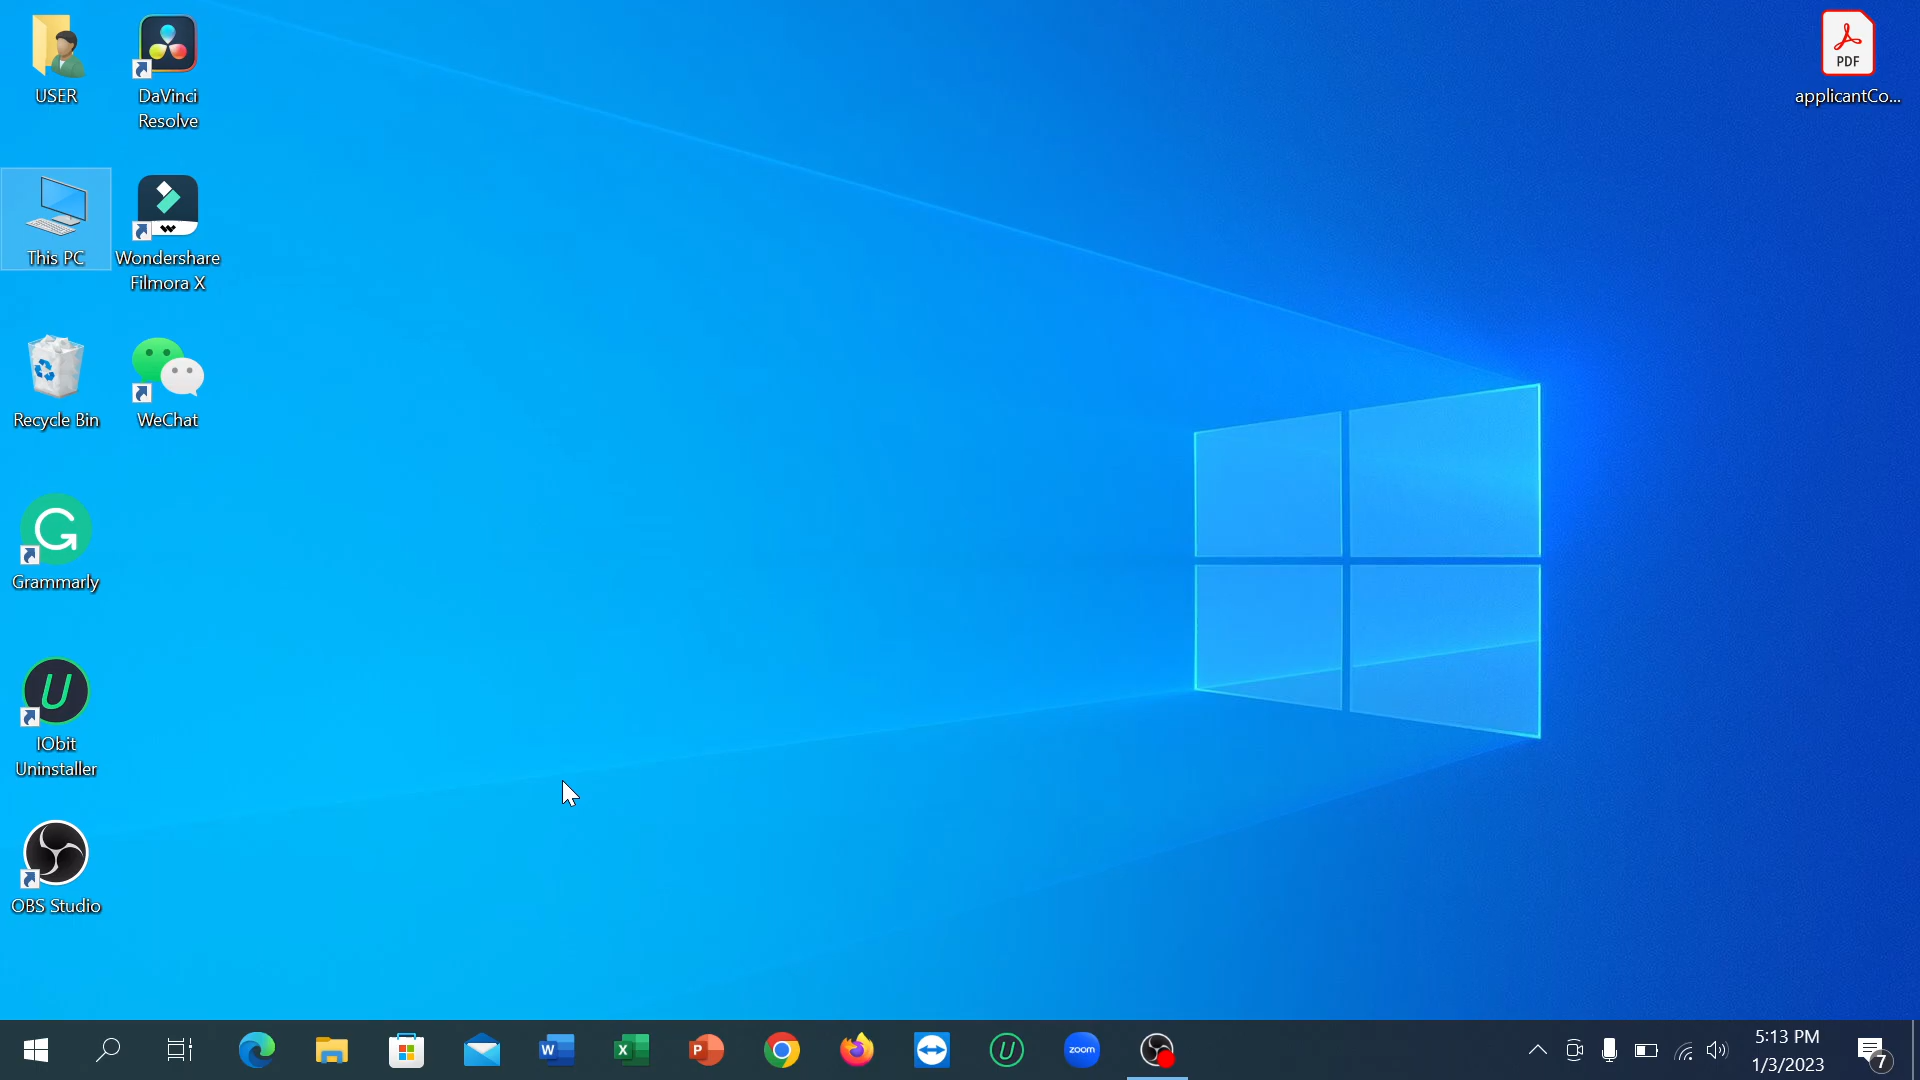 USER
DaVinci
Resolve
PDF
applicantCo...
This PC
Wondershare
Filmora X
Recycle Bin
WeChat
G
Grammarly
U
IObit
Uninstaller
OBS Studio
W
X
P
U
zoom
5:13 PM
1/3/2023
7